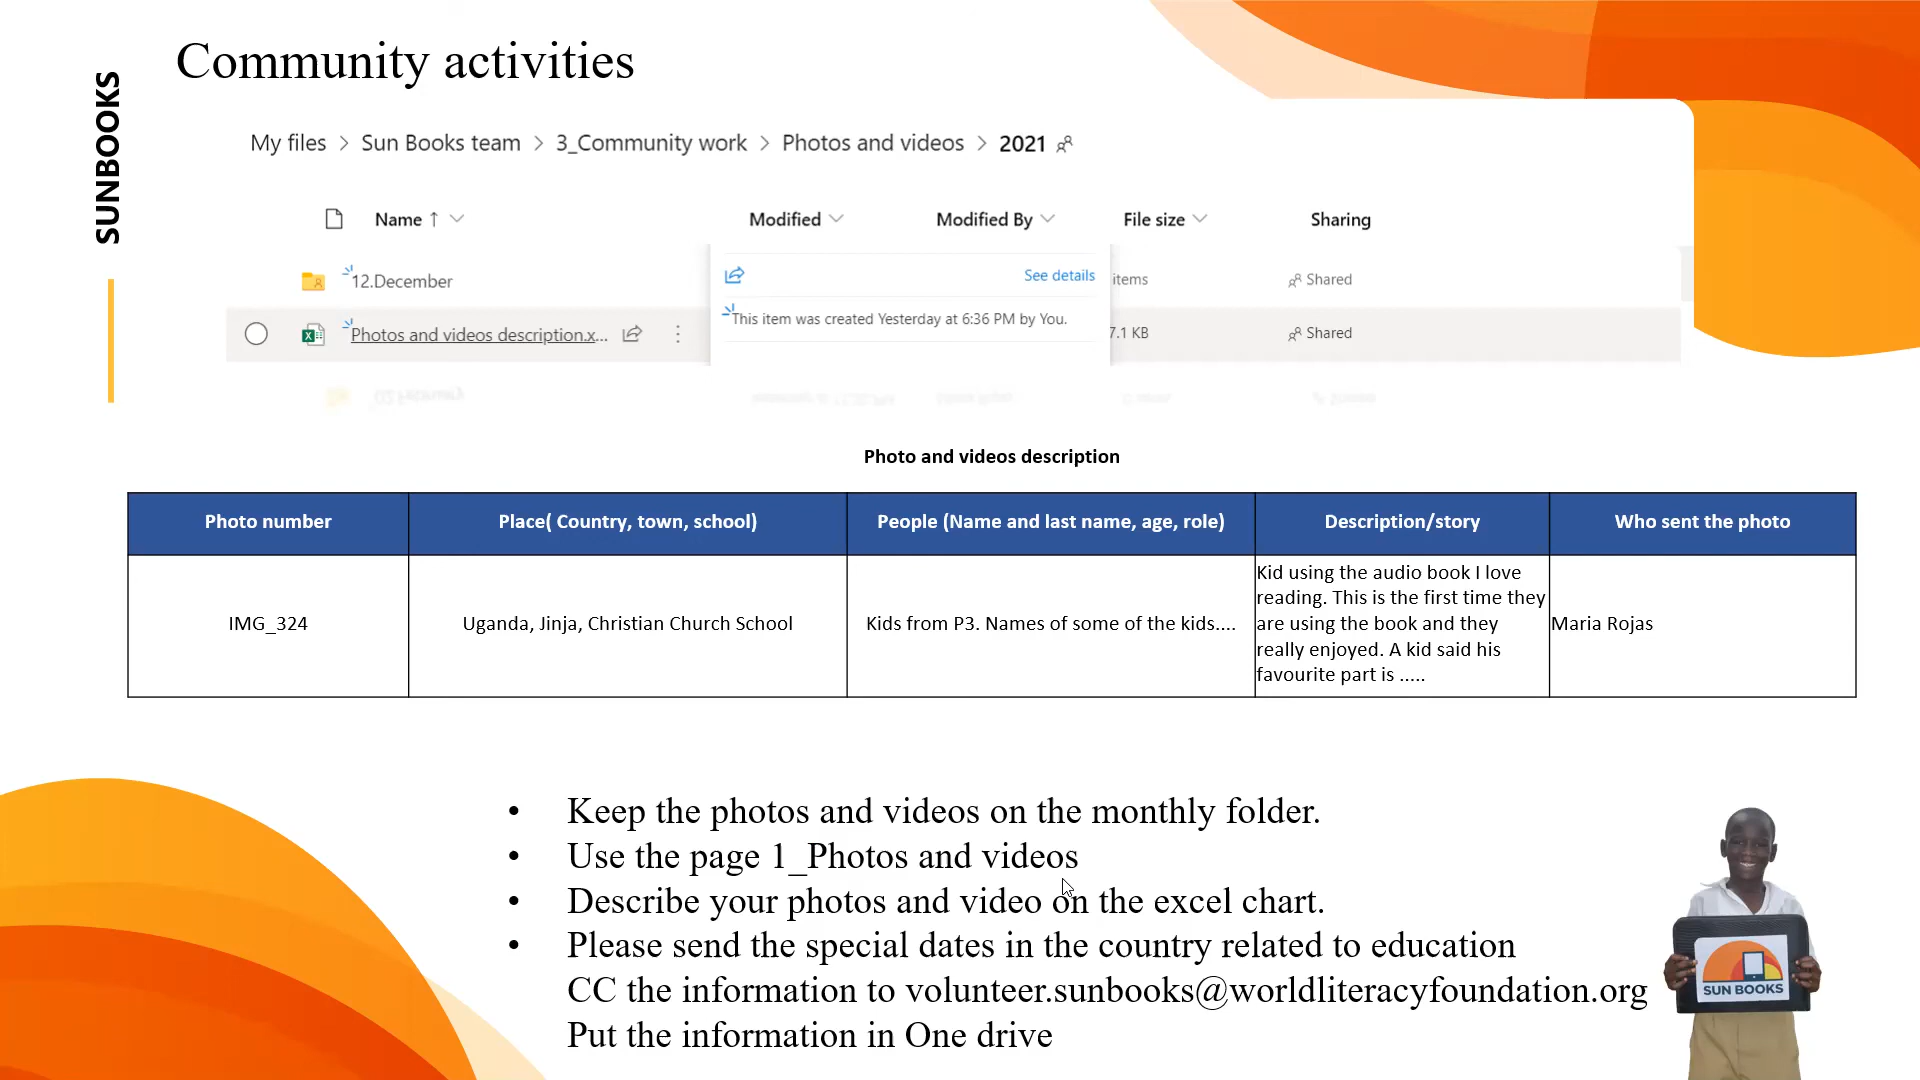 Community activities
SUNBOOKS
My files > Sun Books team > 3_Community work > Photos and videos > 2021
Name ↑ Modified Modified By File size Sharing
12.December See details items Shared
Photos and videos description.x... This item was created Yesterday at 6:36 PM by You. 7.1 KB Shared
Photo and videos description
Photo number Place( Country, town, school) People (Name and last name, age, role) Description/story Who sent the photo
IMG_324
Uganda, Jinja, Christian Church School
Kids from P3. Names of some of the kids....
Kid using the audio book I love
reading. This is the first time they
are using the book and they
really enjoyed. A kid said his
favourite part is .....
Maria Rojas
• Keep the photos and videos on the monthly folder.
• Use the page 1_Photos and videos
• Describe your photos and video on the excel chart.
• Please send the special dates in the country related to education
CC the information to volunteer.sunbooks@worldliteracyfoundation.org
Put the information in One drive
SUN BOOKS